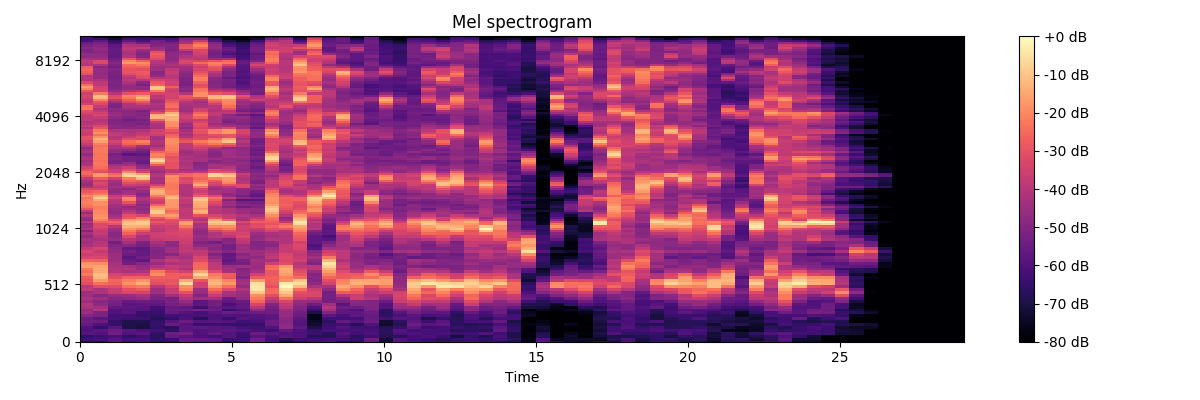 Mel spectrogram
Hz
8192
4096
2048
1024
512
0
0 5 10 15 20 25
Time
+0 dB
-10 dB
-20 dB
-30 dB
-40 dB
-50 dB
-60 dB
-70 dB
-80 dB